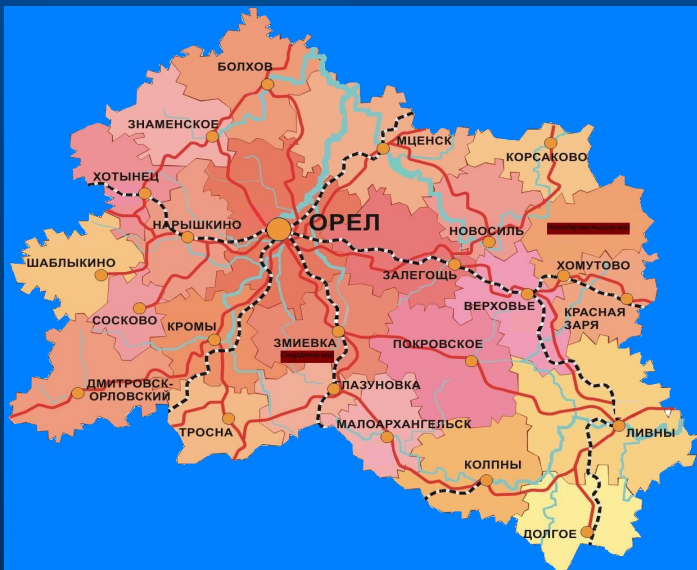 БОЛХОВ
ЗНАМЕНСКОЕ
МЦЕНСК
КОРСАКОВО
ХОТЫНЕЦ
НАРЫШКИНО
ОРЕЛ
НОВОСИЛЬ
ШАБЛЫКИНО
ЗАЛЕГОЩЬ
ХОМУТОВО
ВЕРХОВЬЕ
СОСКОВО
КРОМЫ
КРАСНАЯ
ЗАРЯ
ЗМИЕВКА
ПОКРОВСКОЕ
ДМИТРОВСК-
ОРЛОВСКИЙ
ГЛАЗУНОВКА
МАЛОАРХАНГЕЛЬСК
ТРОСНА
ЛИВНЫ
КОЛПНЫ
ДОЛГОЕ